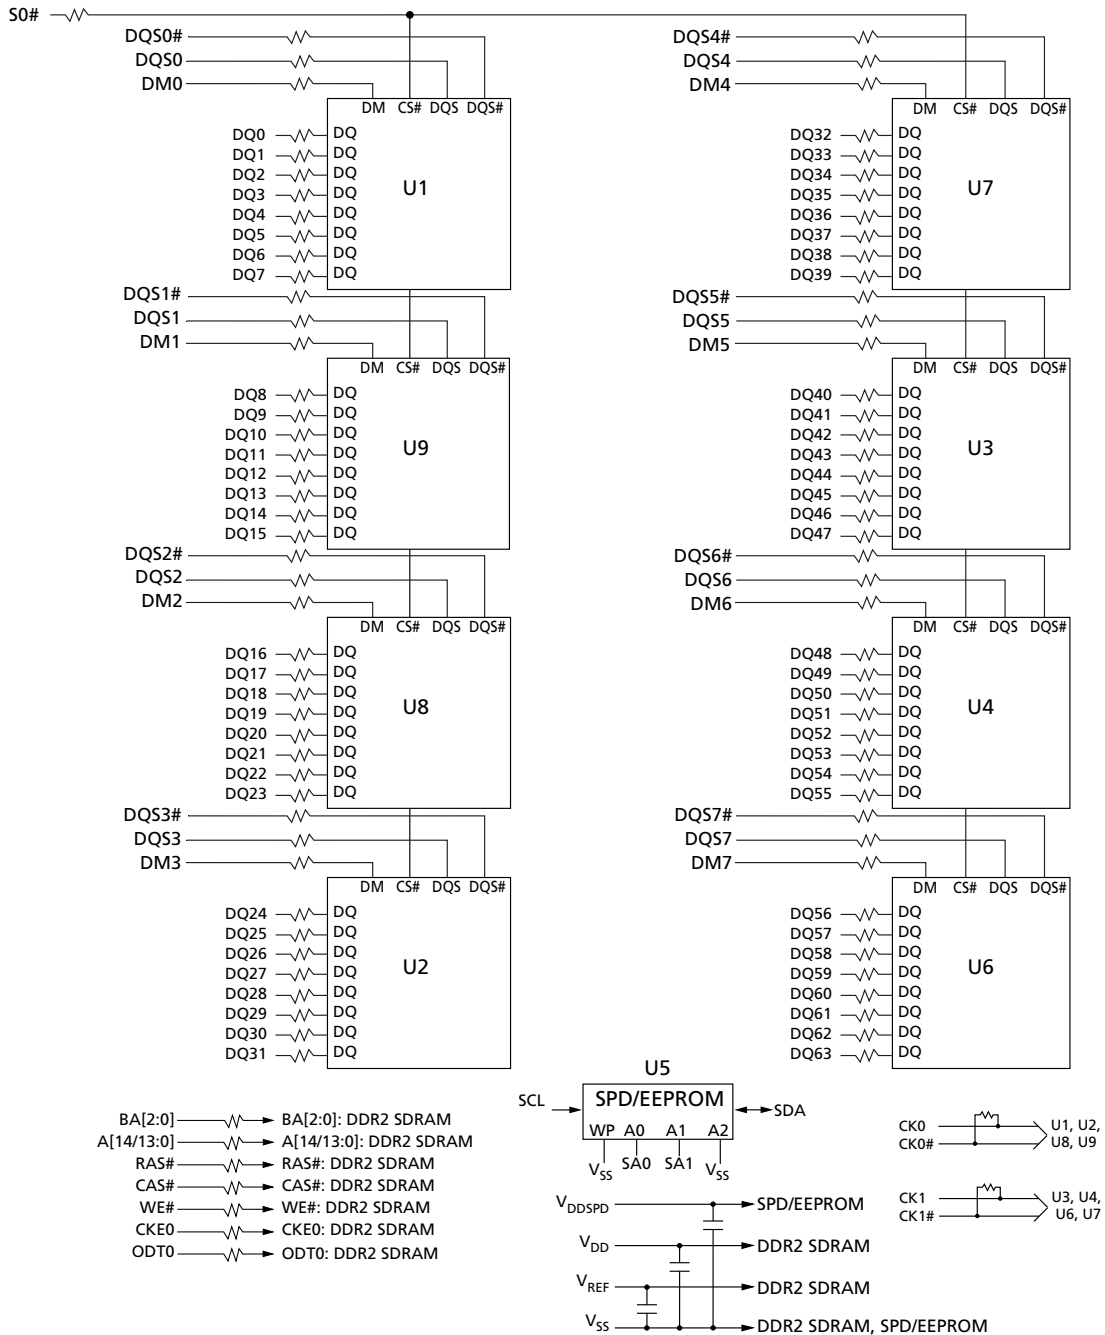 S0#
DQS0#
DQS0
DM0
DM CS# DQS DQS#
DQ0 DQ
DQ1 DQ
DQ2 DQ
DQ3 DQ
DQ4 DQ
DQ5 DQ
DQ6 DQ
DQ7 DQ
U1
DQS1#
DQS1
DM1
DM CS# DQS DQS#
DQ8 DQ
DQ9 DQ
DQ10 DQ
DQ11 DQ
DQ12 DQ
DQ13 DQ
DQ14 DQ
DQ15 DQ
U9
DQS2#
DQS2
DM2
DM CS# DQS DQS#
DQ16 DQ
DQ17 DQ
DQ18 DQ
DQ19 DQ
DQ20 DQ
DQ21 DQ
DQ22 DQ
DQ23 DQ
U8
DQS3#
DQS3
DM3
DM CS# DQS DQS#
DQ24 DQ
DQ25 DQ
DQ26 DQ
DQ27 DQ
DQ28 DQ
DQ29 DQ
DQ30 DQ
DQ31 DQ
U2
DQS4#
DQS4
DM4
DM CS# DQS DQS#
DQ32 DQ
DQ33 DQ
DQ34 DQ
DQ35 DQ
DQ36 DQ
DQ37 DQ
DQ38 DQ
DQ39 DQ
U7
DQS5#
DQS5
DM5
DM CS# DQS DQS#
DQ40 DQ
DQ41 DQ
DQ42 DQ
DQ43 DQ
DQ44 DQ
DQ45 DQ
DQ46 DQ
DQ47 DQ
U3
DQS6#
DQS6
DM6
DM CS# DQS DQS#
DQ48 DQ
DQ49 DQ
DQ50 DQ
DQ51 DQ
DQ52 DQ
DQ53 DQ
DQ54 DQ
DQ55 DQ
U4
DQS7#
DQS7
DM7
DM CS# DQS DQS#
DQ56 DQ
DQ57 DQ
DQ58 DQ
DQ59 DQ
DQ60 DQ
DQ61 DQ
DQ62 DQ
DQ63 DQ
U6
BA[2:0] BA[2:0]: DDR2 SDRAM
A[14/13:0] A[14/13:0]: DDR2 SDRAM
RAS# RAS#: DDR2 SDRAM
CAS# CAS#: DDR2 SDRAM
WE# WE#: DDR2 SDRAM
CKE0 CKE0: DDR2 SDRAM
ODT0 ODT0: DDR2 SDRAM
U5
SCL SPD/EEPROM SDA
WP A0 A1 A2
VSS SA0 SA1 VSS
VDDSPD SPD/EEPROM
VDD DDR2 SDRAM
VREF DDR2 SDRAM
VSS DDR2 SDRAM, SPD/EEPROM
CK0 U1, U2,
CK0# U8, U9
CK1 U3, U4,
CK1# U6, U7